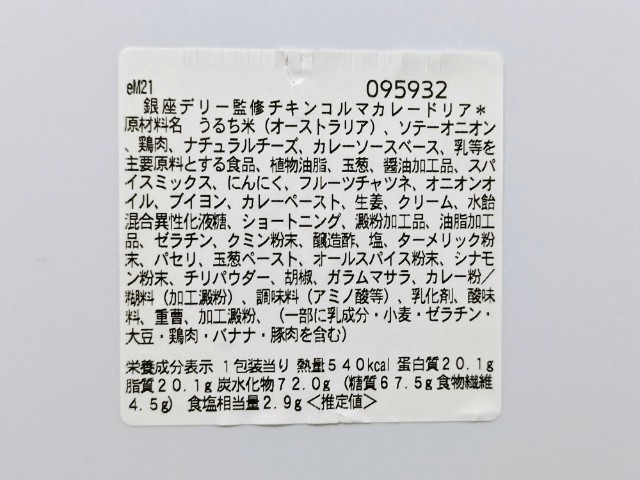 eM21
095932
銀座デリー監修チキンコルマカレードリア＊
原材料名　うるち米（オーストラリア）、ソテーオニオン
、鶏肉、ナチュラルチーズ、カレーソースベース、乳等を
主要原料とする食品、植物油脂、玉葱、醤油加工品、スパ
イスミックス、にんにく、フルーツチャツネ、オニオンオ
イル、ブイヨン、カレーペースト、生姜、クリーム、水飴
混合異性化液糖、ショートニング、澱粉加工品、油脂加工
品、ゼラチン、クミン粉末、醸造酢、塩、ターメリック粉
末、パセリ、玉葱ペースト、オールスパイス粉末、シナモ
ン粉末、チリパウダー、胡椒、ガラムマサラ、カレー粉／
糊料（加工澱粉）、調味料（アミノ酸等）、乳化剤、酸味
料、重曹、加工澱粉、（一部に乳成分・小麦・ゼラチン・
大豆・鶏肉・バナナ・豚肉を含む）
栄養成分表示 １包装当り 熱量５４０kcal 蛋白質２０.１g
脂質２０.１g 炭水化物７２.０g （糖質６７.５g 食物繊維
４.５g） 食塩相当量２.９g＜推定値＞